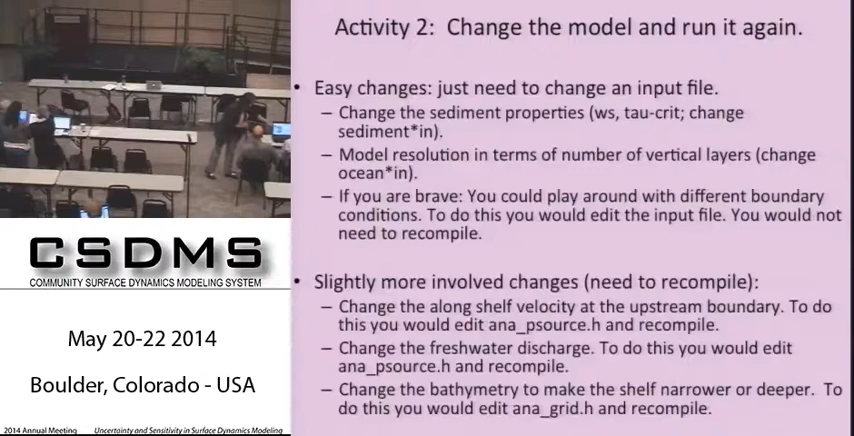 Activity 2: Change the model and run it again.
• Easy changes: just need to change an input file.
– Change the sediment properties (ws, tau-crit; change
sediment*in).
– Model resolution in terms of number of vertical layers (change
ocean*in).
– If you are brave: You could play around with different boundary
conditions. To do this you would edit the input file. You would not
need to recompile.
• Slightly more involved changes (need to recompile):
– Change the along shelf velocity at the upstream boundary. To do
this you would edit ana_psource.h and recompile.
– Change the freshwater discharge. To do this you would edit
ana_psource.h and recompile.
– Change the bathymetry to make the shelf narrower or deeper. To
do this you would edit ana_grid.h and recompile.
CSDMS
COMMUNITY SURFACE DYNAMICS MODELING SYSTEM
May 20-22 2014
Boulder, Colorado - USA
2014 Annual Meeting Uncertainty and Sensitivity in Surface Dynamics Modeling